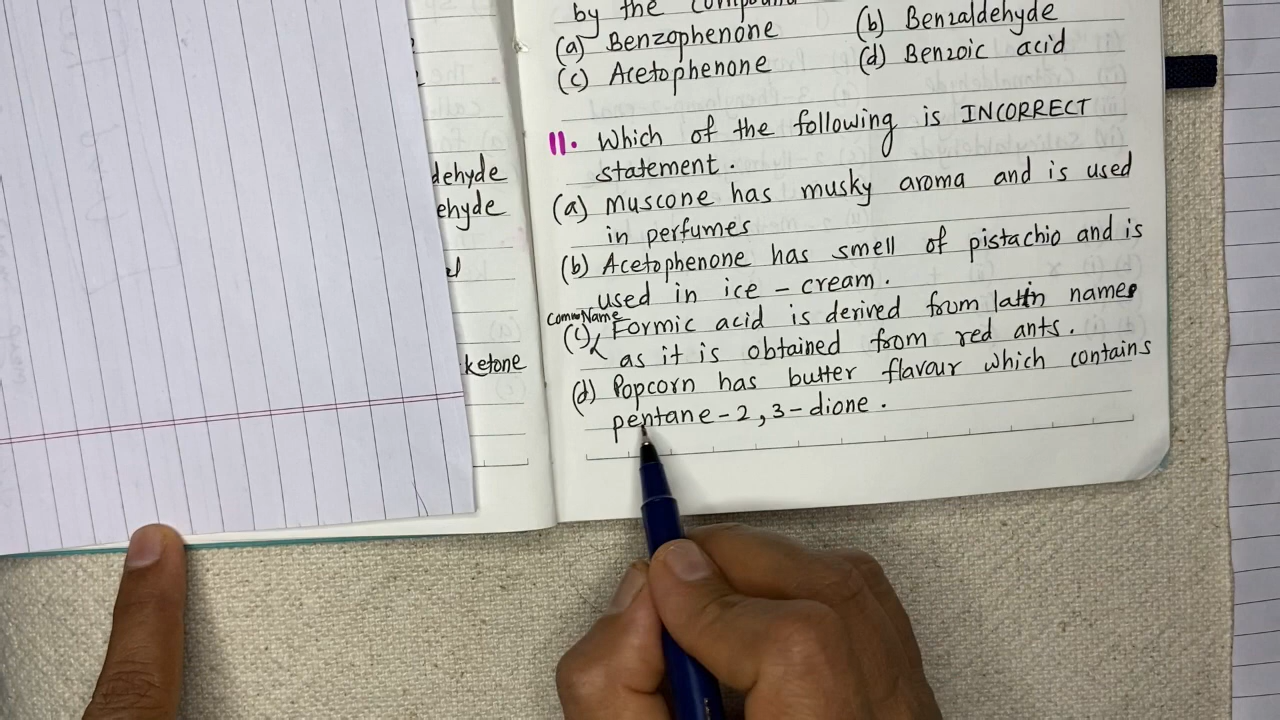 by the
(a) Benzophenone (b) Benzaldehyde
(c) Acetophenone (d) Benzoic acid
11. Which of the following is INCORRECT
statement.
(a) Muscone has musky aroma and is used
in perfumes
(b) Acetophenone has smell of pistachio and is
used in ice-cream.
Common Name
(c) Formic acid is derived from latin names
as it is obtained from red ants.
(d) Popcorn has butter flavour which contains
pentane-2,3-dione.
dehyde
ehyde
ketone